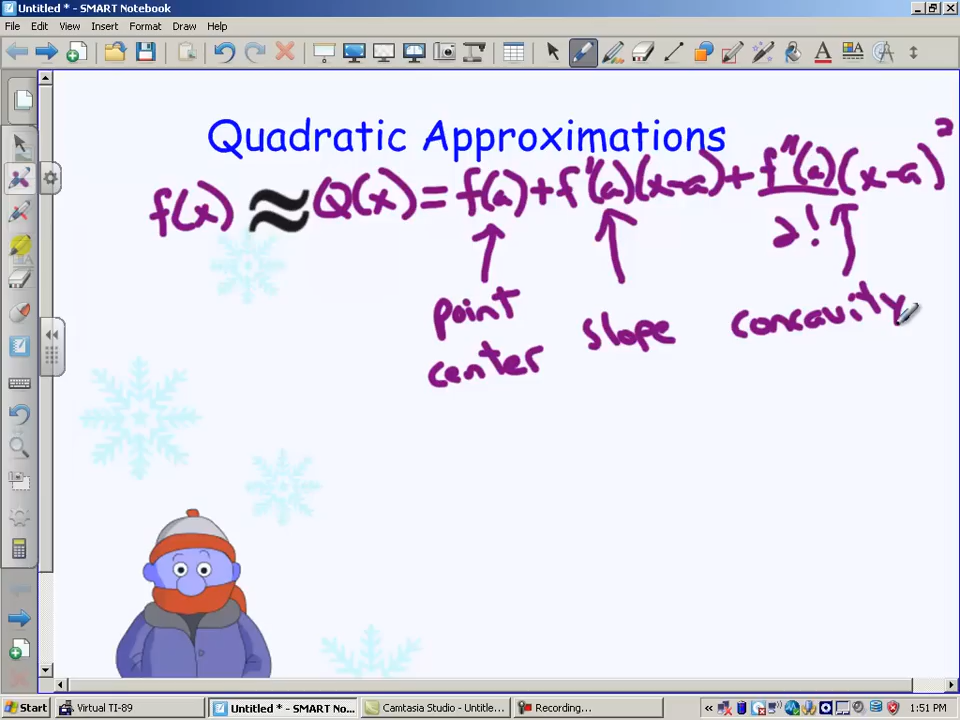 Untitled * - SMART Notebook
File Edit View Insert Format Draw Help
Quadratic Approximations
f(x) ≈ Q(x) = f(a) + f'(a)(x-a) + f''(a)/2! (x-a)²
point slope concavity
center
Start Virtual TI-89 Untitled * - SMART No... Camtasia Studio - Untitle... Recording... « 1:51 PM